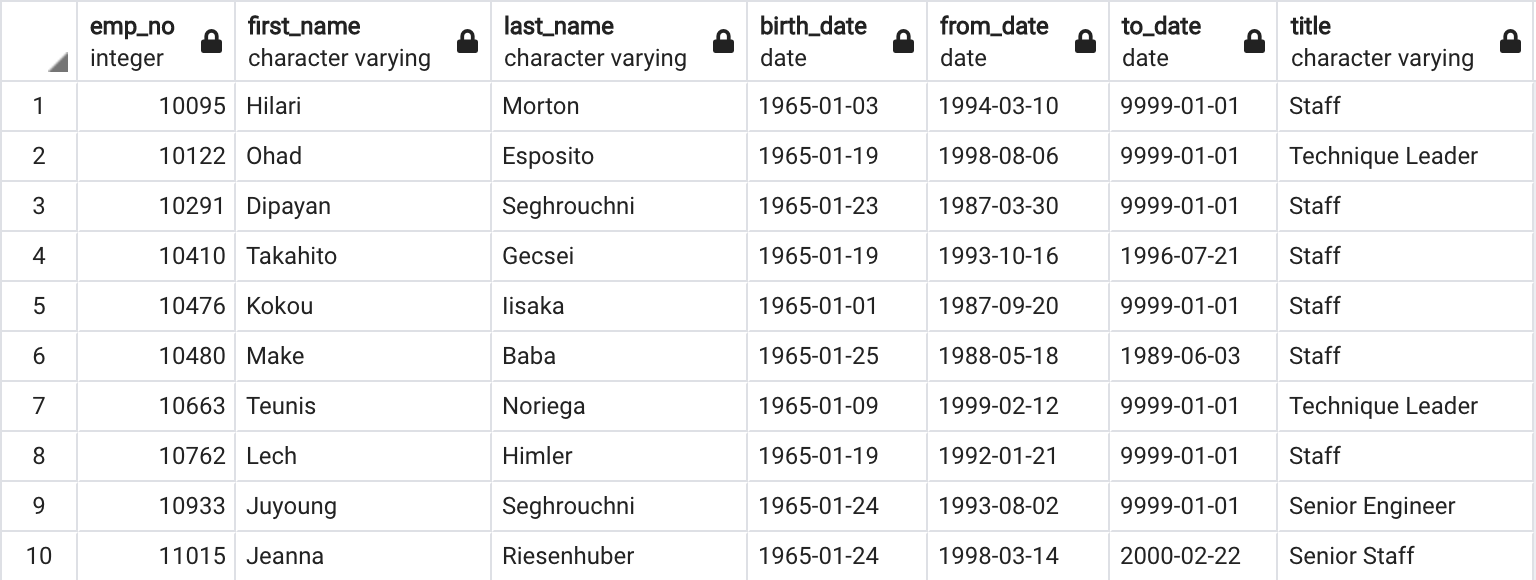 emp_no first_name last_name birth_date from_date to_date title
integer character varying character varying date date date character varying
1 10095 Hilari Morton 1965-01-03 1994-03-10 9999-01-01 Staff
2 10122 Ohad Esposito 1965-01-19 1998-08-06 9999-01-01 Technique Leader
3 10291 Dipayan Seghrouchni 1965-01-23 1987-03-30 9999-01-01 Staff
4 10410 Takahito Gecsei 1965-01-19 1993-10-16 1996-07-21 Staff
5 10476 Kokou Iisaka 1965-01-01 1987-09-20 9999-01-01 Staff
6 10480 Make Baba 1965-01-25 1988-05-18 1989-06-03 Staff
7 10663 Teunis Noriega 1965-01-09 1999-02-12 9999-01-01 Technique Leader
8 10762 Lech Himler 1965-01-19 1992-01-21 9999-01-01 Staff
9 10933 Juyoung Seghrouchni 1965-01-24 1993-08-02 9999-01-01 Senior Engineer
10 11015 Jeanna Riesenhuber 1965-01-24 1998-03-14 2000-02-22 Senior Staff